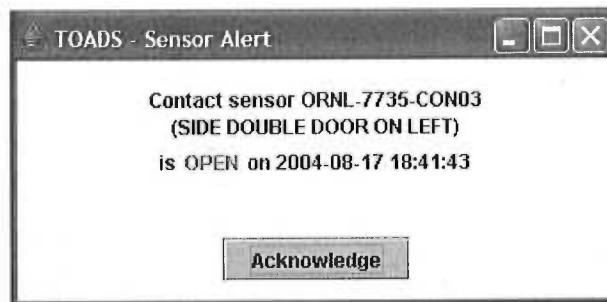 TOADS - Sensor Alert
Contact sensor ORNL-7735-CON03
(SIDE DOUBLE DOOR ON LEFT)
is OPEN on 2004-08-17 18:41:43
Acknowledge